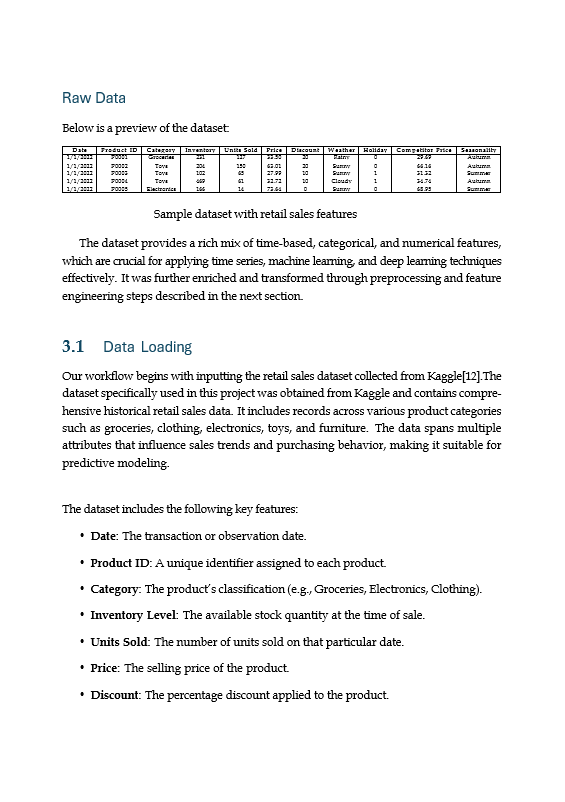 Raw Data
Below is a preview of the dataset:
Date Product ID Category Inventory Units Sold Price Discount Weather Holiday Competitor Price Seasonality
1/1/2022 P0001 Groceries 231 127 33.50 20 Rainy 0 29.69 Autumn
1/1/2022 P0002 Toys 204 150 63.01 20 Sunny 0 66.16 Autumn
1/1/2022 P0003 Toys 102 65 27.99 10 Sunny 1 31.32 Summer
1/1/2022 P0004 Toys 469 61 32.72 10 Cloudy 1 34.74 Autumn
1/1/2022 P0005 Electronics 166 14 73.64 0 Sunny 0 68.95 Summer
Sample dataset with retail sales features
The dataset provides a rich mix of time-based, categorical, and numerical features,
which are crucial for applying time series, machine learning, and deep learning techniques
effectively. It was further enriched and transformed through preprocessing and feature
engineering steps described in the next section.
3.1 Data Loading
Our workflow begins with inputting the retail sales dataset collected from Kaggle[12].The
dataset specifically used in this project was obtained from Kaggle and contains compre-
hensive historical retail sales data. It includes records across various product categories
such as groceries, clothing, electronics, toys, and furniture. The data spans multiple
attributes that influence sales trends and purchasing behavior, making it suitable for
predictive modeling.
The dataset includes the following key features:
• Date: The transaction or observation date.
• Product ID: A unique identifier assigned to each product.
• Category: The product's classification (e.g., Groceries, Electronics, Clothing).
• Inventory Level: The available stock quantity at the time of sale.
• Units Sold: The number of units sold on that particular date.
• Price: The selling price of the product.
• Discount: The percentage discount applied to the product.